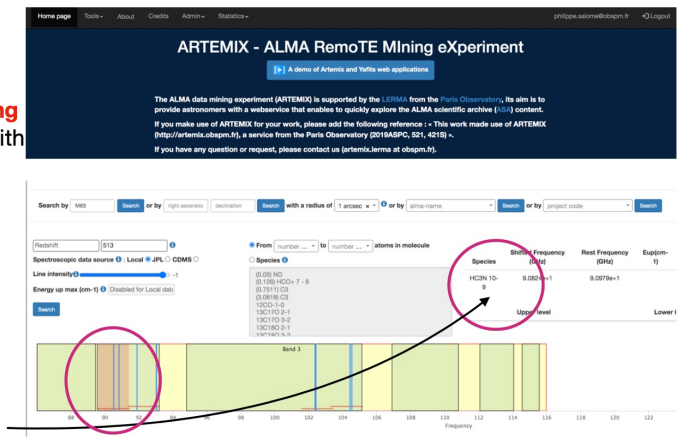 Home page Tools About Credits Admin Statistics philippe.salome@obspm.fr Logout
ARTEMIX - ALMA RemoTE MIning eXperiment
A demo of Artemix and Yafits web applications
ing
ith
The ALMA data mining experiment (ARTEMIX) is supported by the LERMA from the Paris Observatory, its aim is to
provide astronomers with a webservice that enables to quickly explore the ALMA scientific archive (ASA) content.
If you make use of ARTEMIX for your work, please add the following reference : « This work made use of ARTEMIX
(http://artemix.obspm.fr), a service from the Paris Observatory (2019ASPC, 521, 421S) ».
If you have any question or request, please contact us (artemix.lerma at obspm.fr).
Search by M83 Search or by right ascension declination Search with a radius of 1 arcsec × or by alma-name Search or by project code Search
Redshift 513
Spectroscopic data source : Local JPL CDMS
Line intensity -1
Energy up max (cm-1) Disabled for Local data
Search
From number ... to number ... atoms in molecule
Species
(0.05) ND
(0.126) HCO+ 7 - 6
(0.7511) C3
(3.0818) C3
12CD-1-0
13C17O 2-1
13C17O 3-2
13C18O 2-1
13C18O 3-2
Species Shifted Frequency (GHz) Rest Frequency (GHz) Eup(cm-1)
HC3N 10-9 9.0824e+1 9.0979e+1
Upper level Lower l
Band 3
88 90 92 94 96 98 100 102 104 106 108 110 112 114 116 118 120 122
Frequency